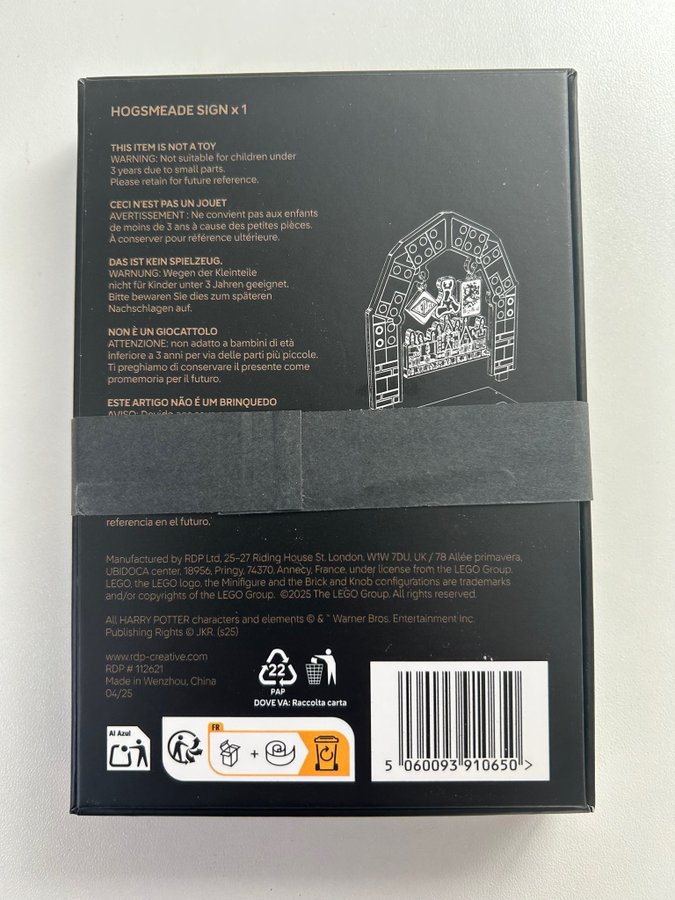 HOGSMEADE SIGN x 1
THIS ITEM IS NOT A TOY
WARNING: Not suitable for children under
3 years due to small parts.
Please retain for future reference.
CECI N'EST PAS UN JOUET
AVERTISSEMENT : Ne convient pas aux enfants
de moins de 3 ans à cause des petites pièces.
À conserver pour référence ultérieure.
DAS IST KEIN SPIELZEUG.
WARNUNG: Wegen der Kleinteile
nicht für Kinder unter 3 Jahren geeignet.
Bitte bewaren Sie dies zum späteren
Nachschlagen auf.
NON È UN GIOCATTOLO
ATTENZIONE: non adatto a bambini di età
inferiore a 3 anni per via delle parti più piccole.
Ti preghiamo di conservare il presente come
promemoria per il futuro.
ESTE ARTIGO NÃO É UM BRINQUEDO
AVISO: Devido
referencia en el futuro.
Manufactured by RDP Ltd, 25-27 Riding House St. London, W1W 7DU, UK / 78 Allée primavera,
UBIDOCA center, 18956, Pringy, 74370, Annecy, France, under license from the LEGO Group.
LEGO, the LEGO logo, the Minifigure and the Brick and Knob configurations are trademarks
and/or copyrights of the LEGO Group. ©2025 The LEGO Group. All rights reserved.
All HARRY POTTER characters and elements © & ™ Warner Bros. Entertainment Inc.
Publishing Rights © JKR. (s25)
www.rdp-creative.com
RDP # 112621
Made in Wenzhou, China
04/25
22
PAP
DOVE VA: Raccolta carta
Al Azul
FR
+
5 060093 910650 >